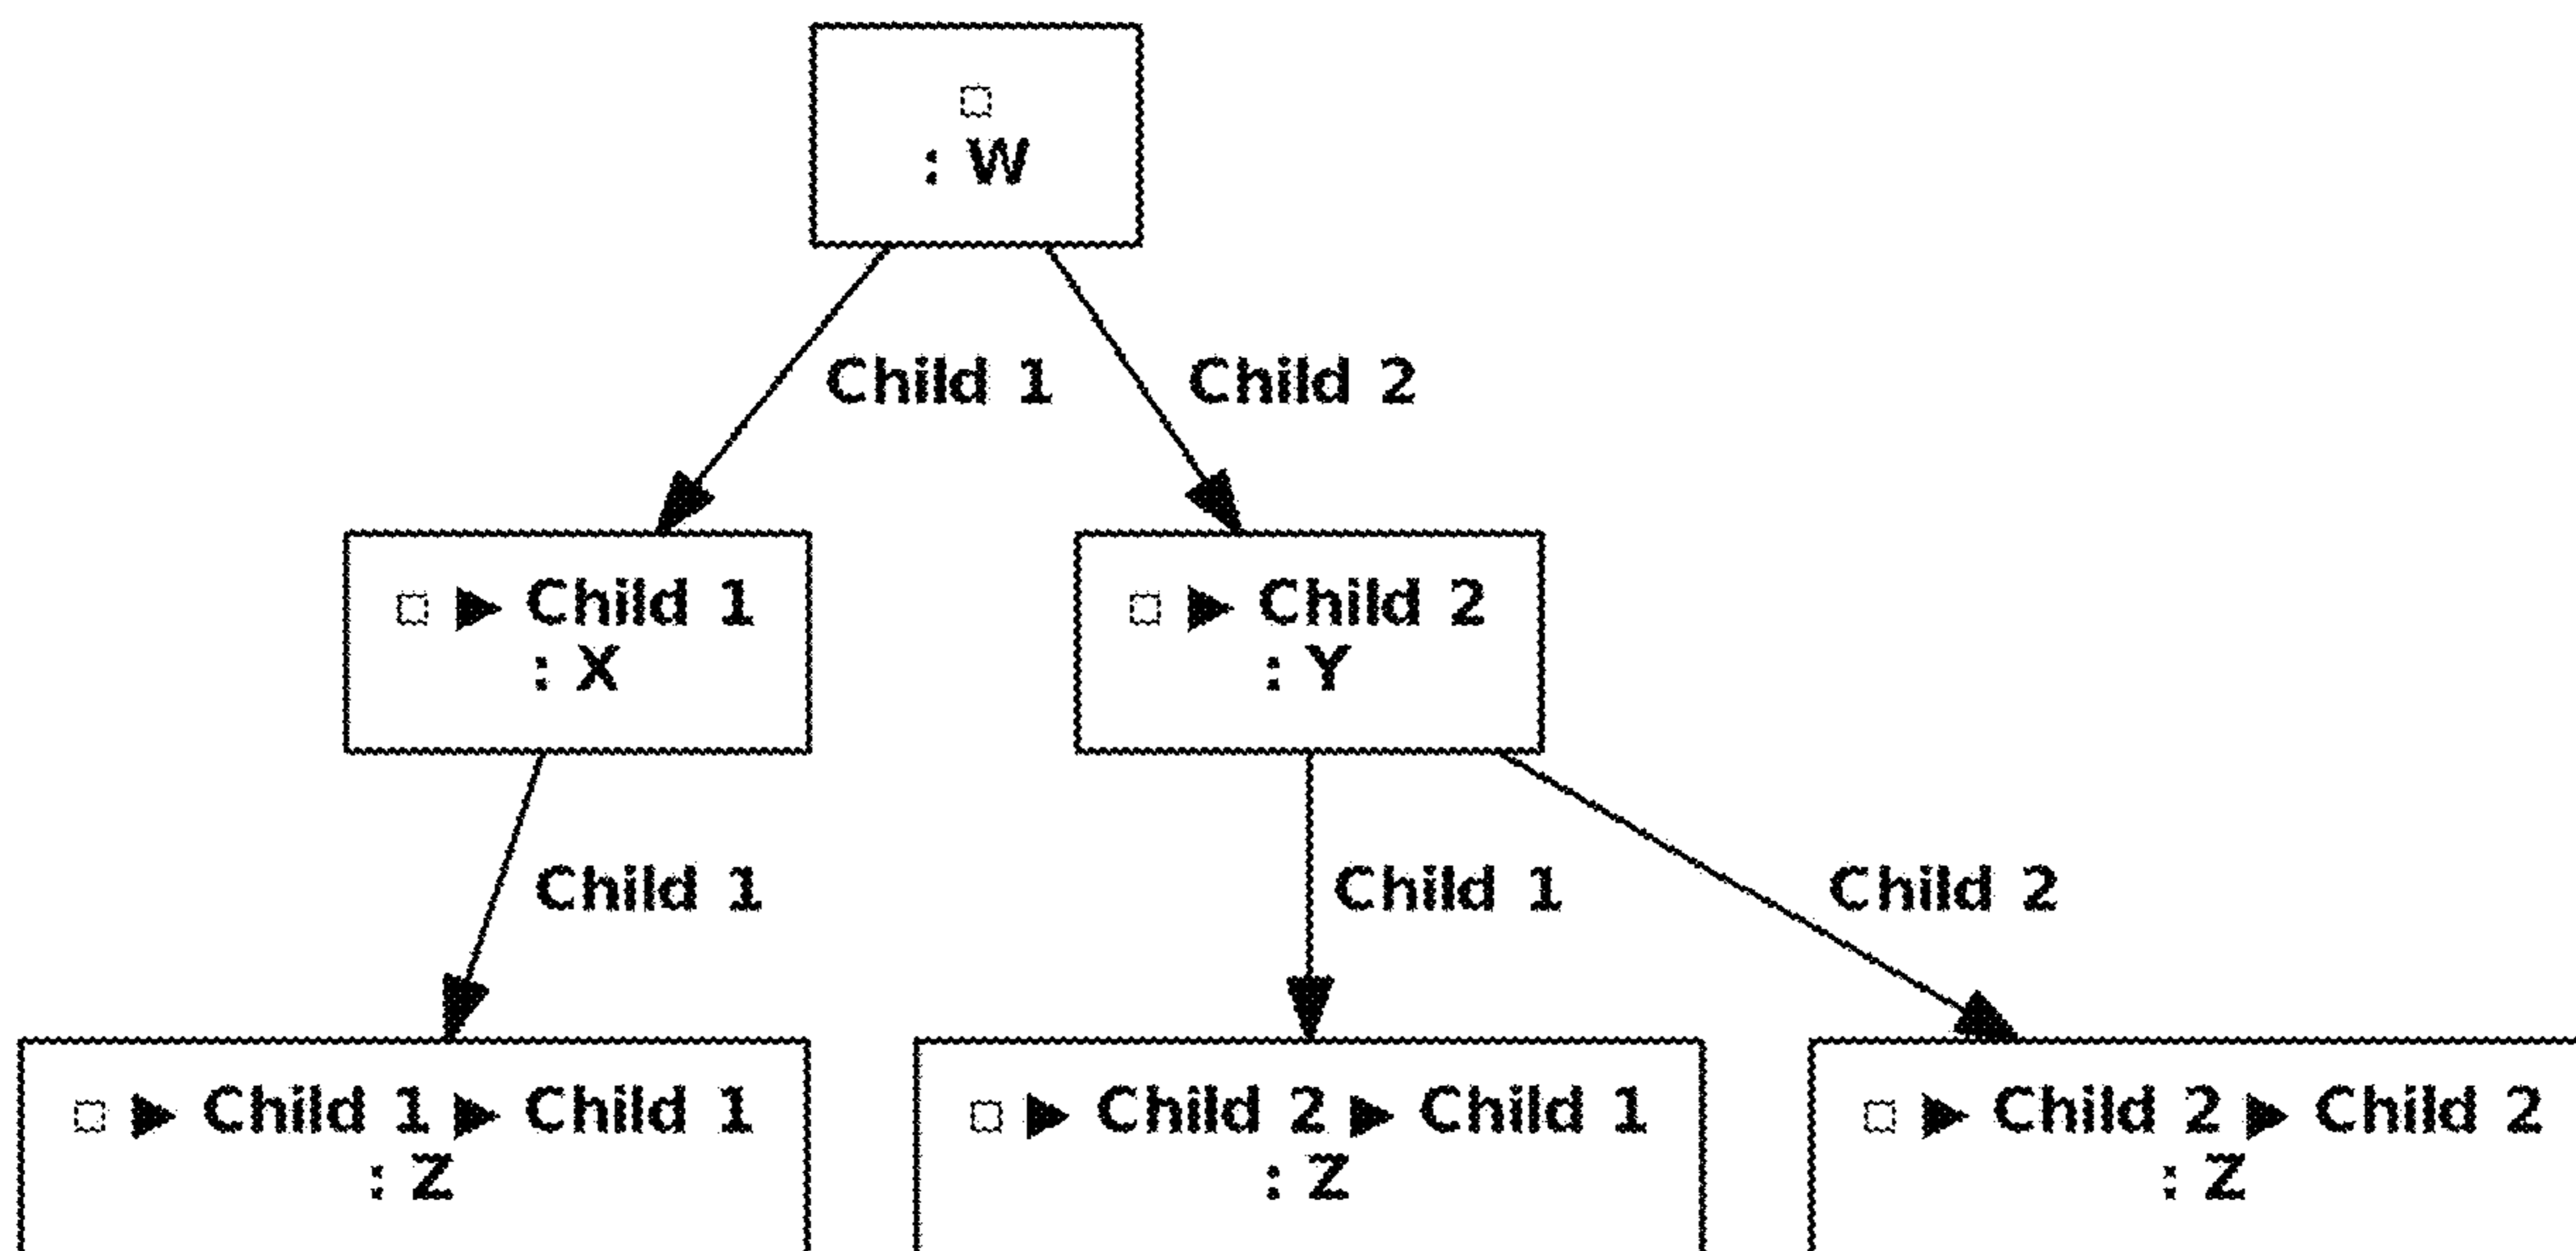 □
: W
Child 1
Child 2
□ ▶ Child 1
: X
□ ▶ Child 2
: Y
Child 1
Child 1
Child 2
□ ▶ Child 1 ▶ Child 1
: Z
□ ▶ Child 2 ▶ Child 1
: Z
□ ▶ Child 2 ▶ Child 2
: Z